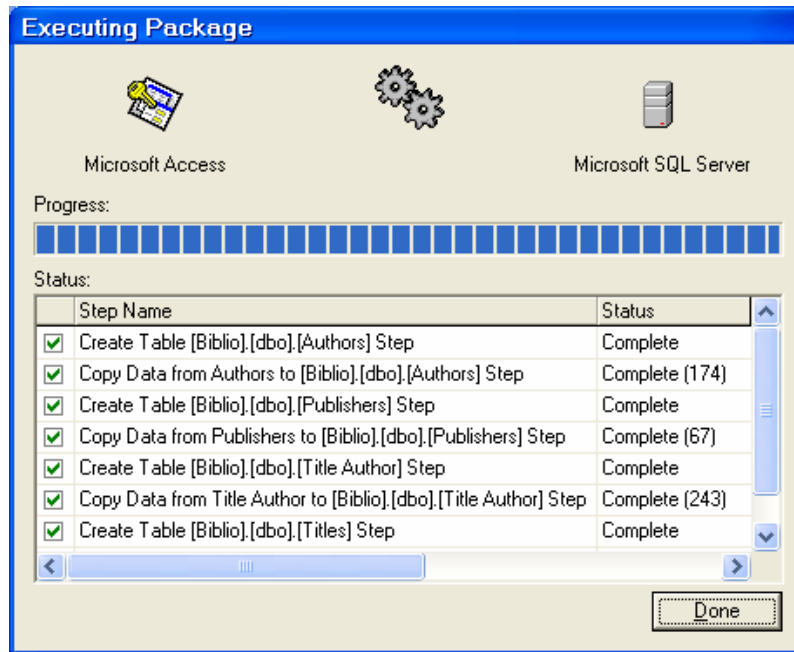 Executing Package
Microsoft Access Microsoft SQL Server
Progress:
Status:
Step Name Status
Create Table [Biblio].[dbo].[Authors] Step Complete
Copy Data from Authors to [Biblio].[dbo].[Authors] Step Complete (174)
Create Table [Biblio].[dbo].[Publishers] Step Complete
Copy Data from Publishers to [Biblio].[dbo].[Publishers] Step Complete (67)
Create Table [Biblio].[dbo].[Title Author] Step Complete
Copy Data from Title Author to [Biblio].[dbo].[Title Author] Step Complete (243)
Create Table [Biblio].[dbo].[Titles] Step Complete
Done